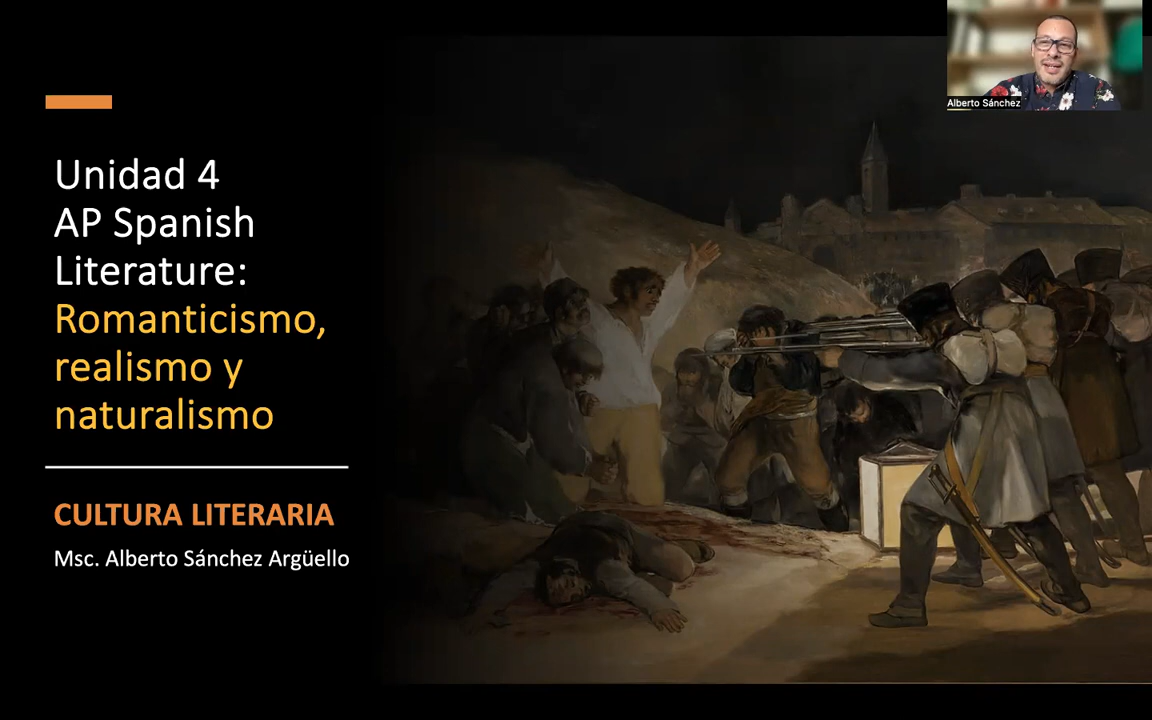 Alberto Sánchez
Unidad 4
AP Spanish
Literature:
Romanticismo,
realismo y
naturalismo
CULTURA LITERARIA
Msc. Alberto Sánchez Argüello